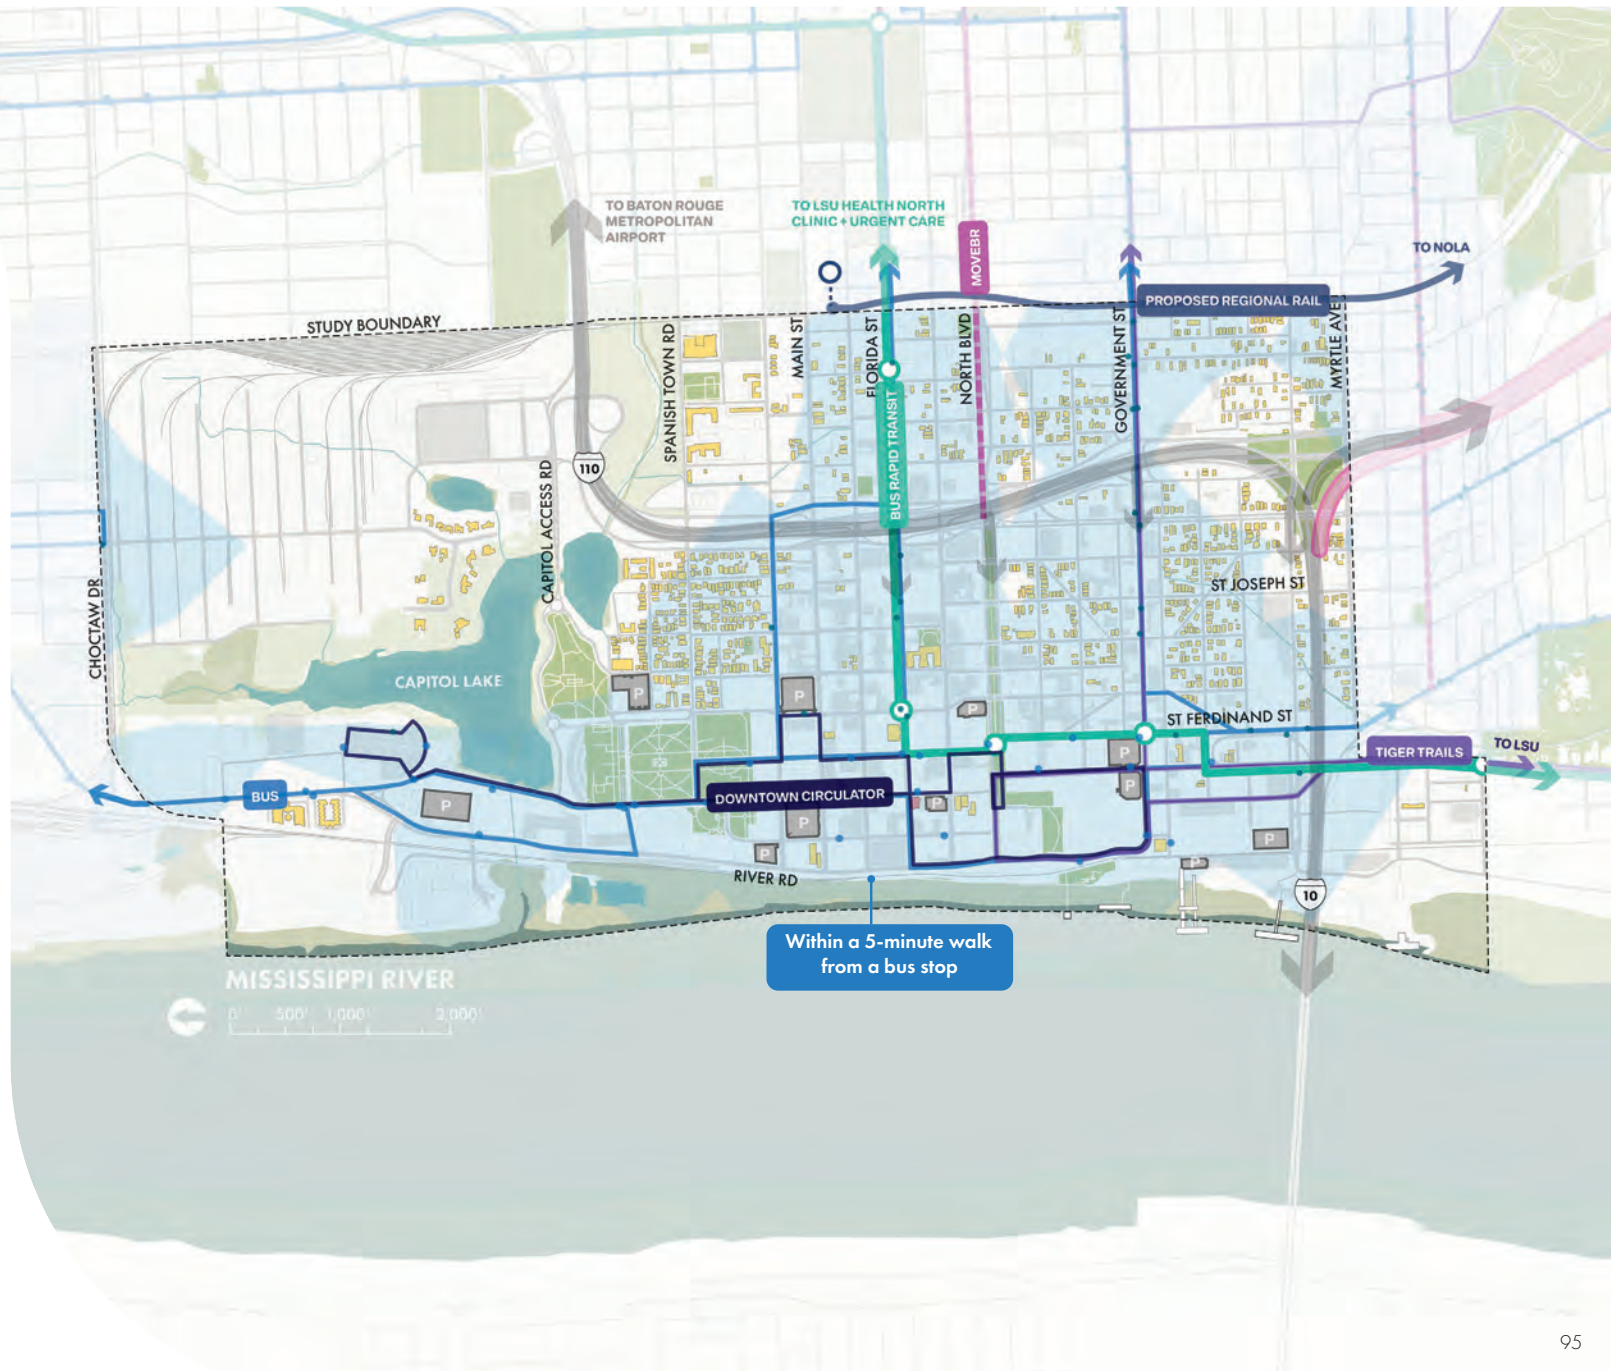 TO BATON ROUGE
METROPOLITAN
AIRPORT
TO LSU HEALTH NORTH
CLINIC + URGENT CARE
MOVEBR
TO NOLA
PROPOSED REGIONAL RAIL
STUDY BOUNDARY
SPANISH TOWN RD
MAIN ST
FLORIDA ST
NORTH BLVD
GOVERNMENT ST
MYRTLE AVE
BUS RAPID TRANSIT
110
CAPITOL ACCESS RD
CHOCTAW DR
ST JOSEPH ST
CAPITOL LAKE
P
P
P
ST FERDINAND ST
P
TIGER TRAILS
TO LSU
BUS
DOWNTOWN CIRCULATOR
P
P
P
P
P
P
P
RIVER RD
10
Within a 5-minute walk
from a bus stop
MISSISSIPPI RIVER
0' 500' 1,000' 2,000'
95